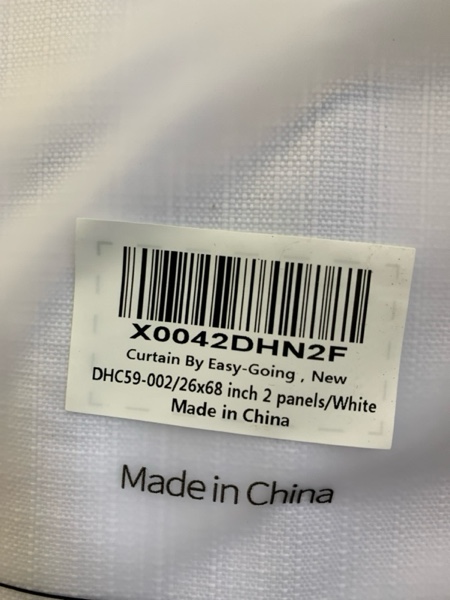 X0042DHN2F
Curtain By Easy-Going , New
DHC59-002/26x68 inch 2 panels/White
Made in China
Made in China